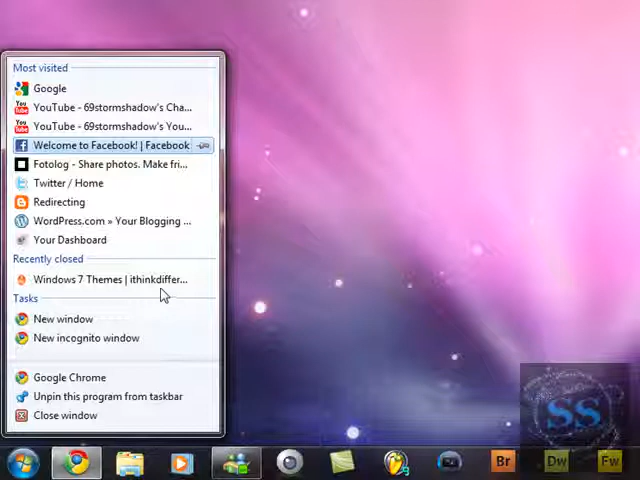 Most visited
Google
YouTube - 69stormshadow's Cha...
YouTube - 69stormshadow's You...
Welcome to Facebook! | Facebook
Fotolog - Share photos. Make fri...
Twitter / Home
Redirecting
WordPress.com » Your Blogging ...
Your Dashboard
Recently closed
Windows 7 Themes | ithinkdiffer...
Tasks
New window
New incognito window
Google Chrome
Unpin this program from taskbar
Close window
SS
Br
Dw
Fw